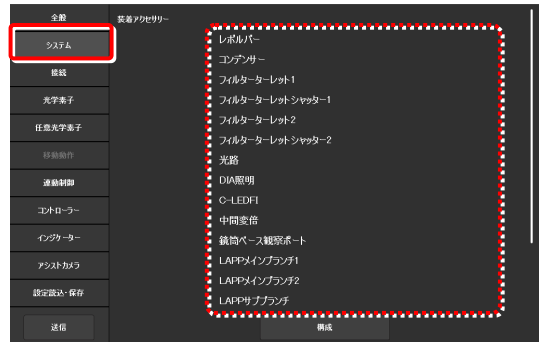 全般
システム
接続
光学素子
任意光学素子
移動動作
連動制御
コントローラー
インジケーター
アシストカメラ
設定読込・保存
送信
装着アクセサリー
レボルバー
コンデンサー
フィルターターレット1
フィルターターレットシャッター1
フィルターターレット2
フィルターターレットシャッター2
光路
DIA照明
C-LEDFI
中間変倍
鏡筒ベース観察ポート
LAPPメインブランチ1
LAPPメインブランチ2
LAPPサブブランチ
構成